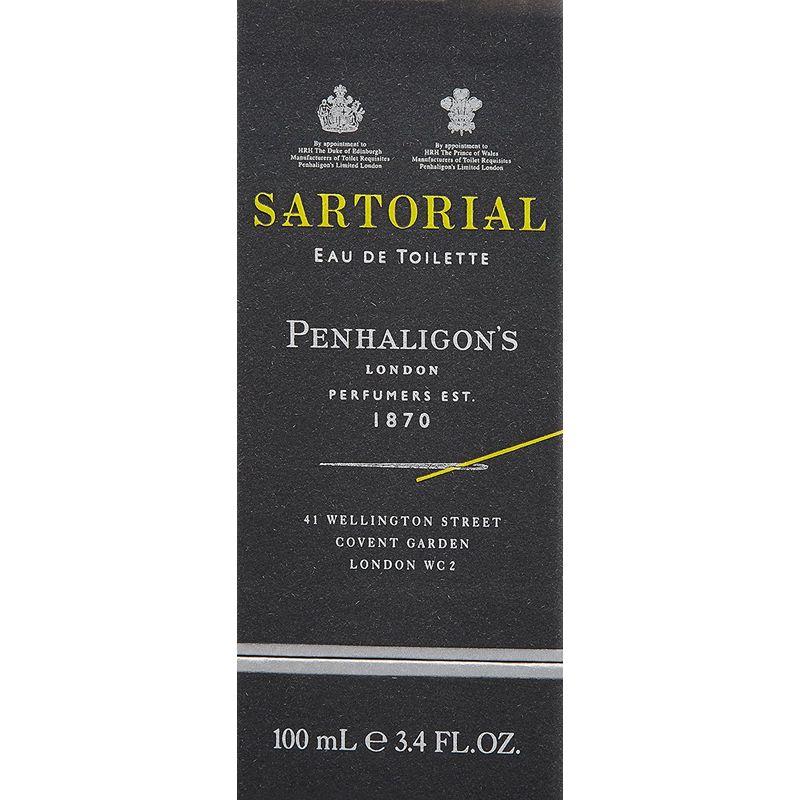 By appointment to
HRH The Duke of Edinburgh
Manufacturers of Toilet Requisites
Penhaligon's Limited London
By appointment to
HRH The Prince of Wales
Manufacturers of Toilet Requisites
Penhaligon's Limited London
SARTORIAL
EAU DE TOILETTE
PENHALIGON'S
LONDON
PERFUMERS EST.
1870
41 WELLINGTON STREET
COVENT GARDEN
LONDON WC2
100 mL ℮ 3.4 FL.OZ.